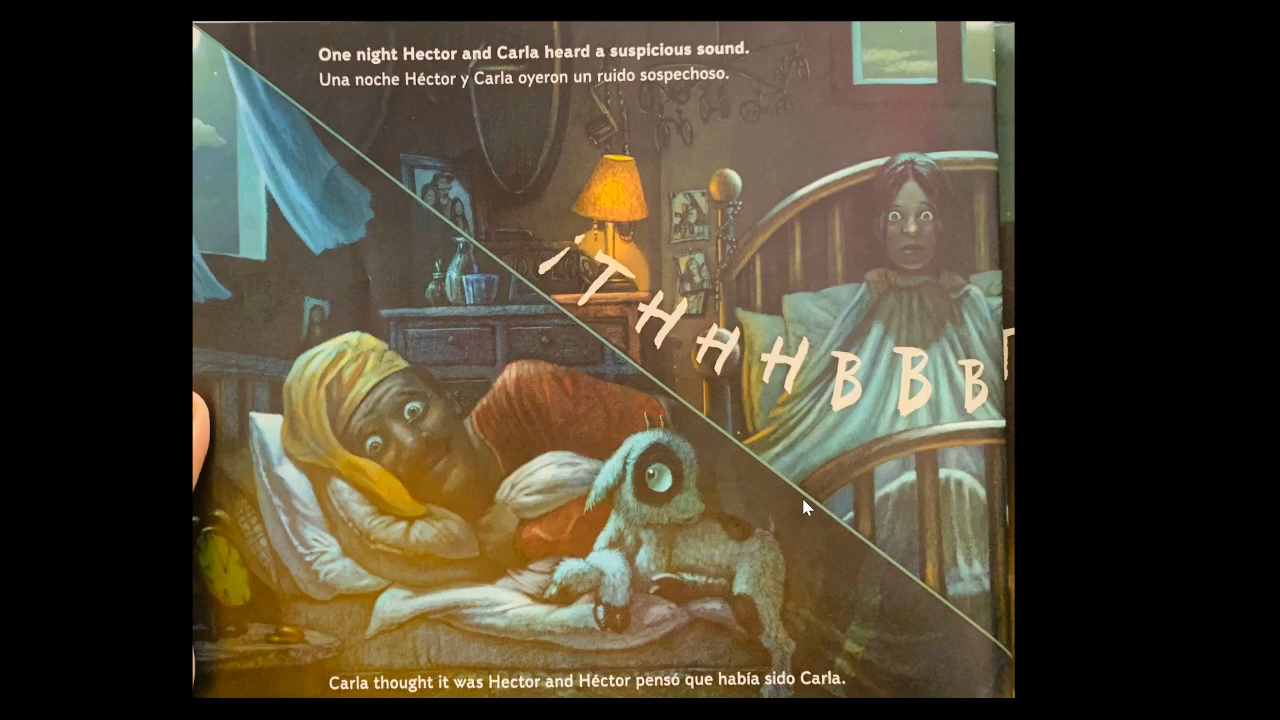 One night Hector and Carla heard a suspicious sound.
Una noche Héctor y Carla oyeron un ruido sospechoso.
¡THHHBBB
Carla thought it was Hector and Héctor pensó que había sido Carla.